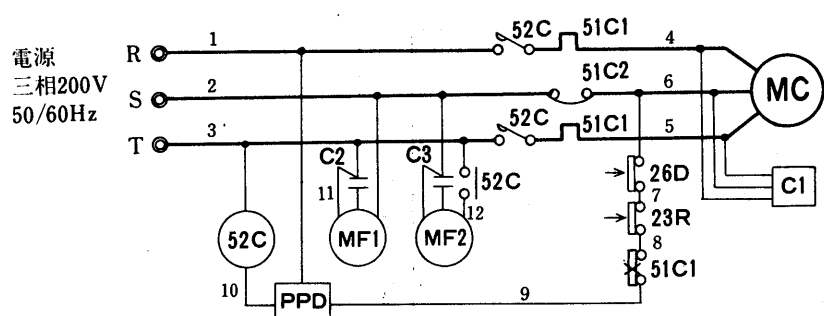 電源
三相200V
50/60Hz
R
S
T
1
2
3
52C
51C1
4
51C2
6
52C
51C1
5
MC
C1
C2
11
C3
52C
12
26D
7
23R
8
51C1
52C
MF1
MF2
10
PPD
9